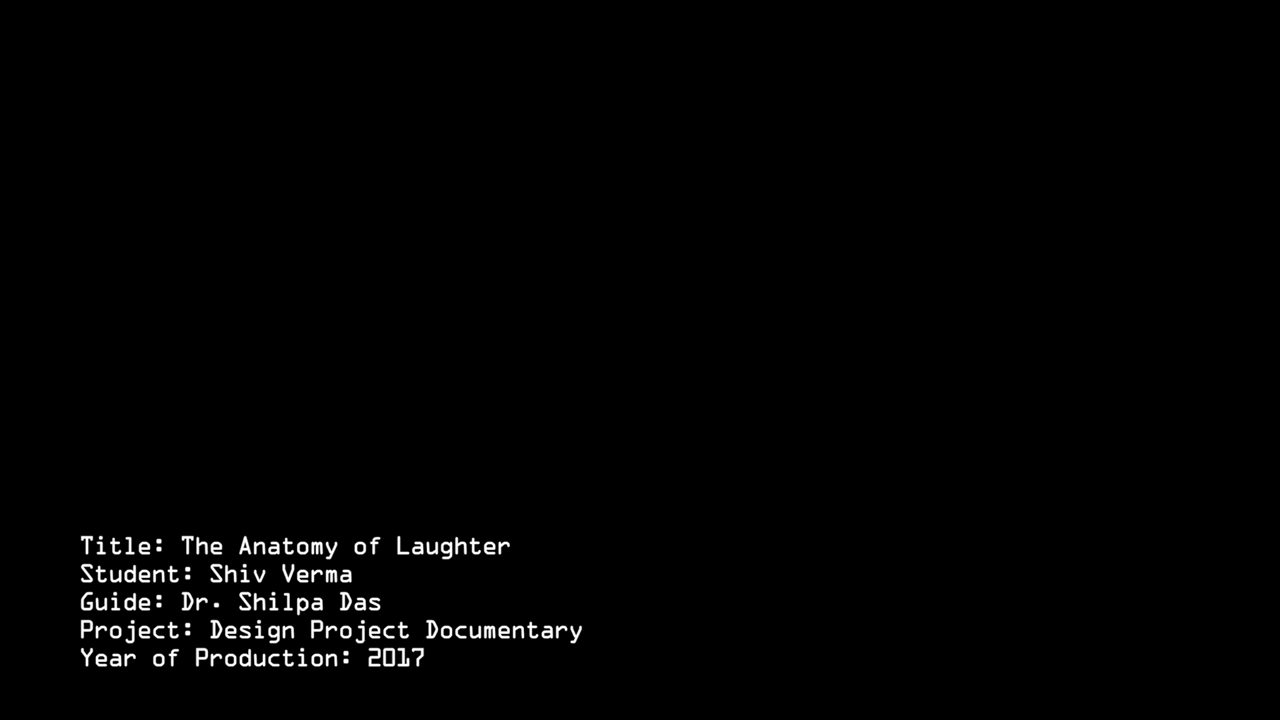 Title: The Anatomy of Laughter
Student: Shiv Verma
Guide: Dr. Shilpa Das
Project: Design Project Documentary
Year of Production: 2017